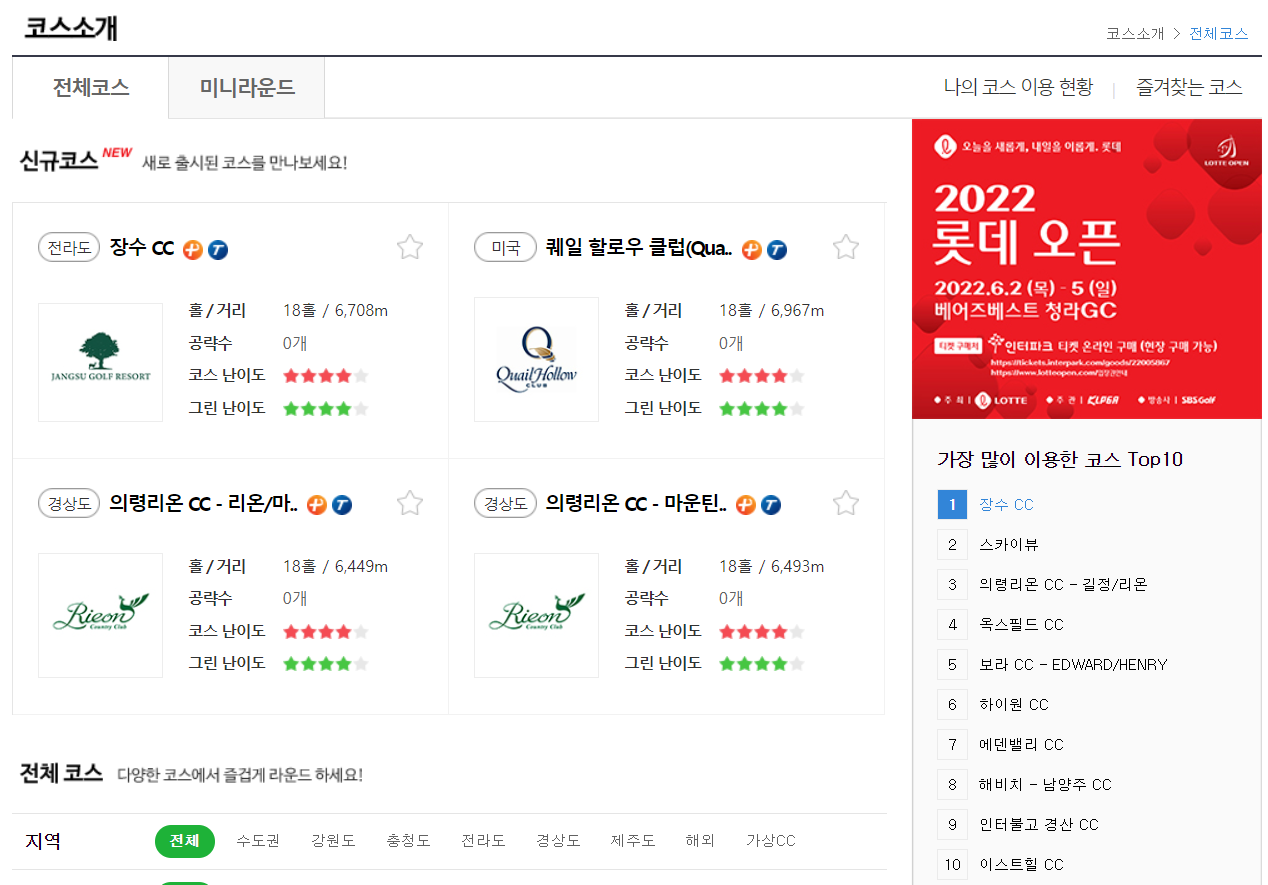 코스소개
코스소개 > 전체코스
전체코스
미니라운드
나의 코스 이용 현황 | 즐겨찾는 코스
신규코스 NEW 새로 출시된 코스를 만나보세요!
전라도 장수 CC P T
JANGSU GOLF RESORT
홀 / 거리 18홀 / 6,708m
공략수 0개
코스 난이도
그린 난이도
미국 퀘일 할로우 클럽(Qua.. P T
Q
Quail Hollow
CLUB
홀 / 거리 18홀 / 6,967m
공략수 0개
코스 난이도
그린 난이도
경상도 의령리온 CC - 리온/마.. P T
Rieon
Country Club
홀 / 거리 18홀 / 6,449m
공략수 0개
코스 난이도
그린 난이도
경상도 의령리온 CC - 마운틴.. P T
Rieon
Country Club
홀 / 거리 18홀 / 6,493m
공략수 0개
코스 난이도
그린 난이도
전체 코스 다양한 코스에서 즐겁게 라운드 하세요!
지역 전체 수도권 강원도 충청도 전라도 경상도 제주도 해외 가상CC
오늘을 새롭게, 내일을 이롭게. 롯데
LOTTE OPEN
2022
롯데 오픈
2022.6.2 (목) - 5 (일)
베어즈베스트 청라GC
티켓 구매처 인터파크 티켓 온라인 구매 (현장 구매 가능)
https://tickets.interpark.com/goods/22005867
https://www.lotteopen.com/입장권안내
● 주 최 | LOTTE ● 주 관 | KLPGA ● 방송사 | SBS Golf
가장 많이 이용한 코스 Top10
1 장수 CC
2 스카이뷰
3 의령리온 CC - 길정/리온
4 옥스필드 CC
5 보라 CC - EDWARD/HENRY
6 하이원 CC
7 에덴밸리 CC
8 해비치 - 남양주 CC
9 인터불고 경산 CC
10 이스트힐 CC